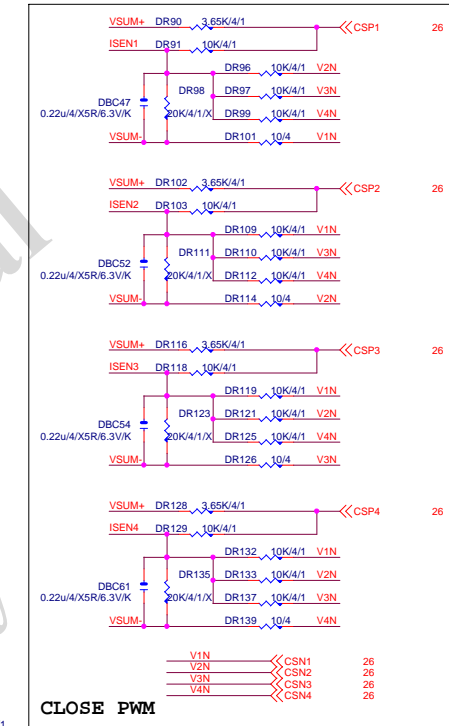 VSUM+ DR90 3.65K/4/1 CSP1 26
ISEN1 DR91 10K/4/1
DR96 10K/4/1 V2N
DBC47 DR98 DR97 10K/4/1 V3N
0.22u/4/X5R/6.3V/K 20K/4/1/X DR99 10K/4/1 V4N
VSUM- DR101 10/4 V1N
VSUM+ DR102 3.65K/4/1 CSP2 26
ISEN2 DR103 10K/4/1
DR109 10K/4/1 V1N
DBC52 DR111 DR110 10K/4/1 V3N
0.22u/4/X5R/6.3V/K 20K/4/1/X DR112 10K/4/1 V4N
VSUM- DR114 10/4 V2N
VSUM+ DR116 3.65K/4/1 CSP3 26
ISEN3 DR118 10K/4/1
DR119 10K/4/1 V1N
DBC54 DR123 DR121 10K/4/1 V2N
0.22u/4/X5R/6.3V/K 20K/4/1/X DR125 10K/4/1 V4N
VSUM- DR126 10/4 V3N
VSUM+ DR128 3.65K/4/1 CSP4 26
ISEN4 DR129 10K/4/1
DR132 10K/4/1 V1N
DBC61 DR135 DR133 10K/4/1 V2N
0.22u/4/X5R/6.3V/K 20K/4/1/X DR137 10K/4/1 V3N
VSUM- DR139 10/4 V4N
V1N CSN1 26
V2N CSN2 26
V3N CSN3 26
V4N CSN4 26
CLOSE PWM